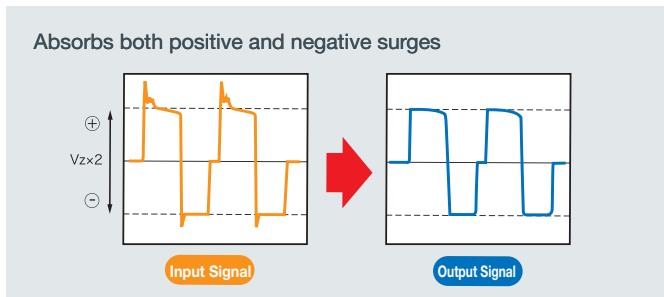 Absorbs both positive and negative surges
⊕
Vz×2
⊖
Input Signal
Output Signal